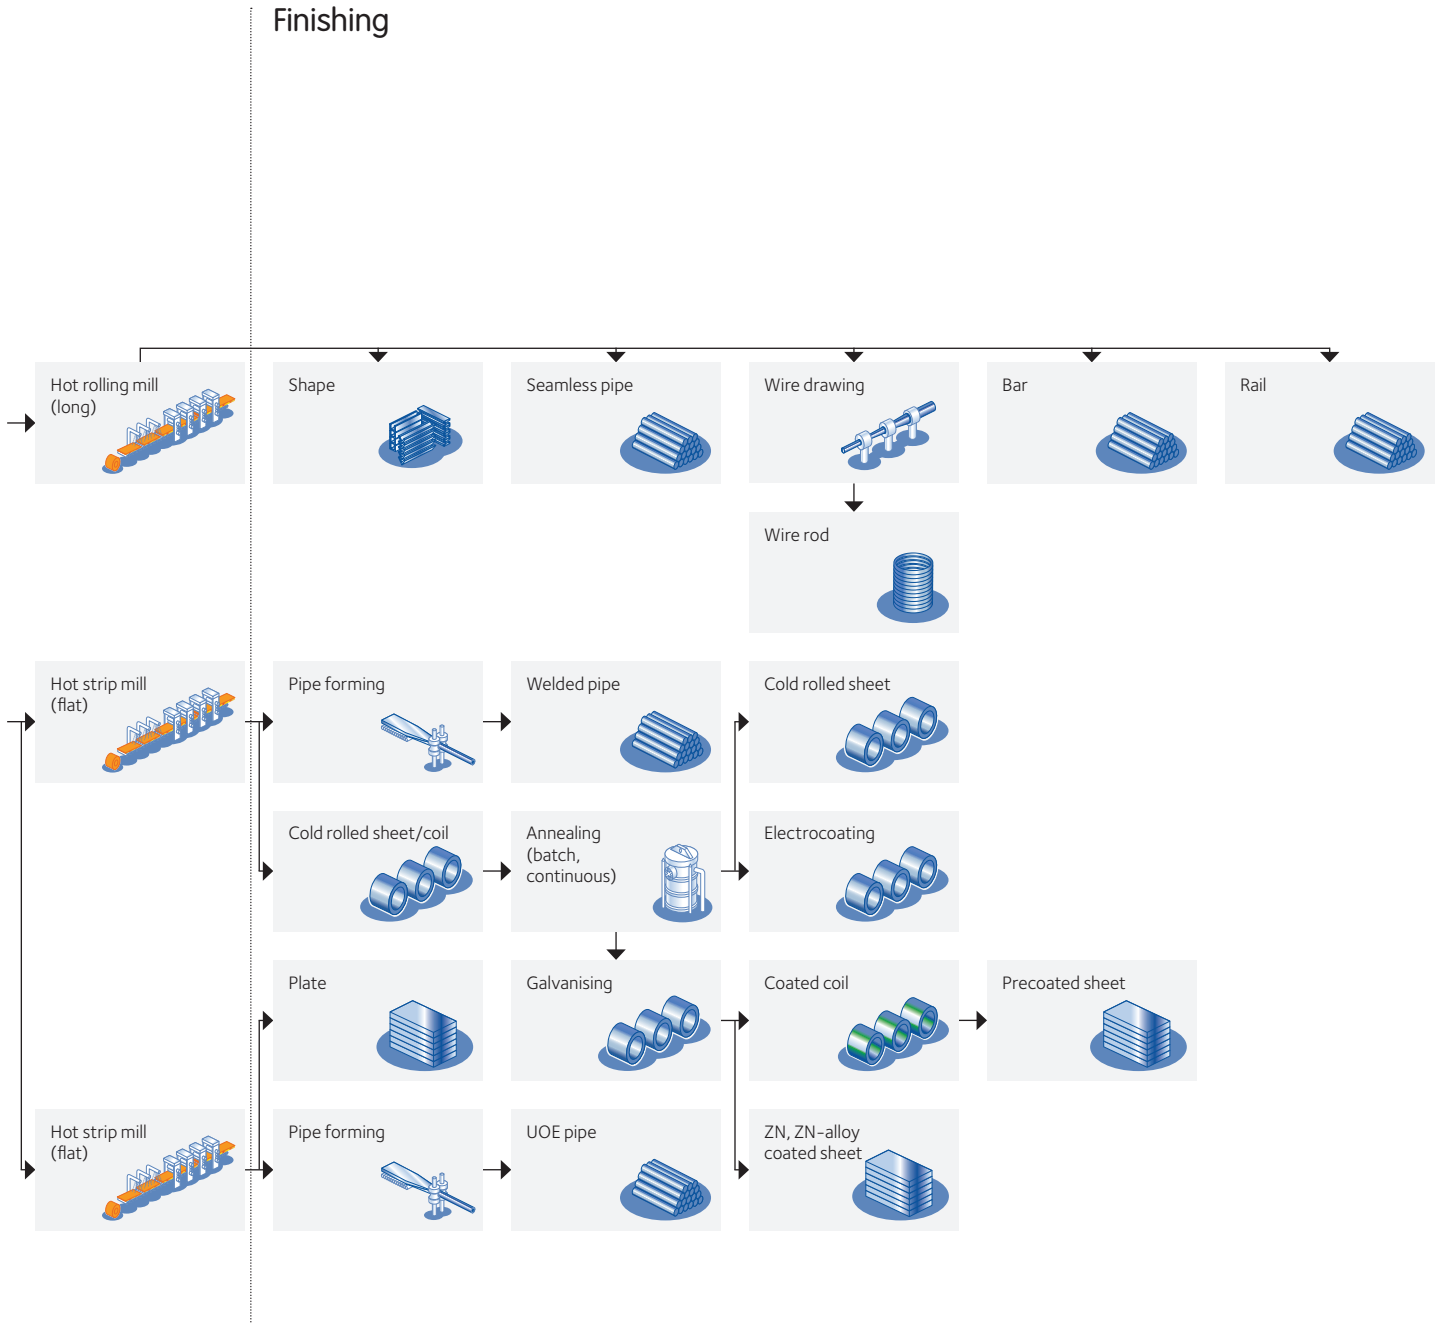 Finishing
Hot rolling mill
(long)
Shape
Seamless pipe
Wire drawing
Bar
Rail
Wire rod
Hot strip mill
(flat)
Pipe forming
Welded pipe
Cold rolled sheet
Cold rolled sheet/coil
Annealing
(batch,
continuous)
Electrocoating
Plate
Galvanising
Coated coil
Precoated sheet
Hot strip mill
(flat)
Pipe forming
UOE pipe
ZN, ZN-alloy
coated sheet